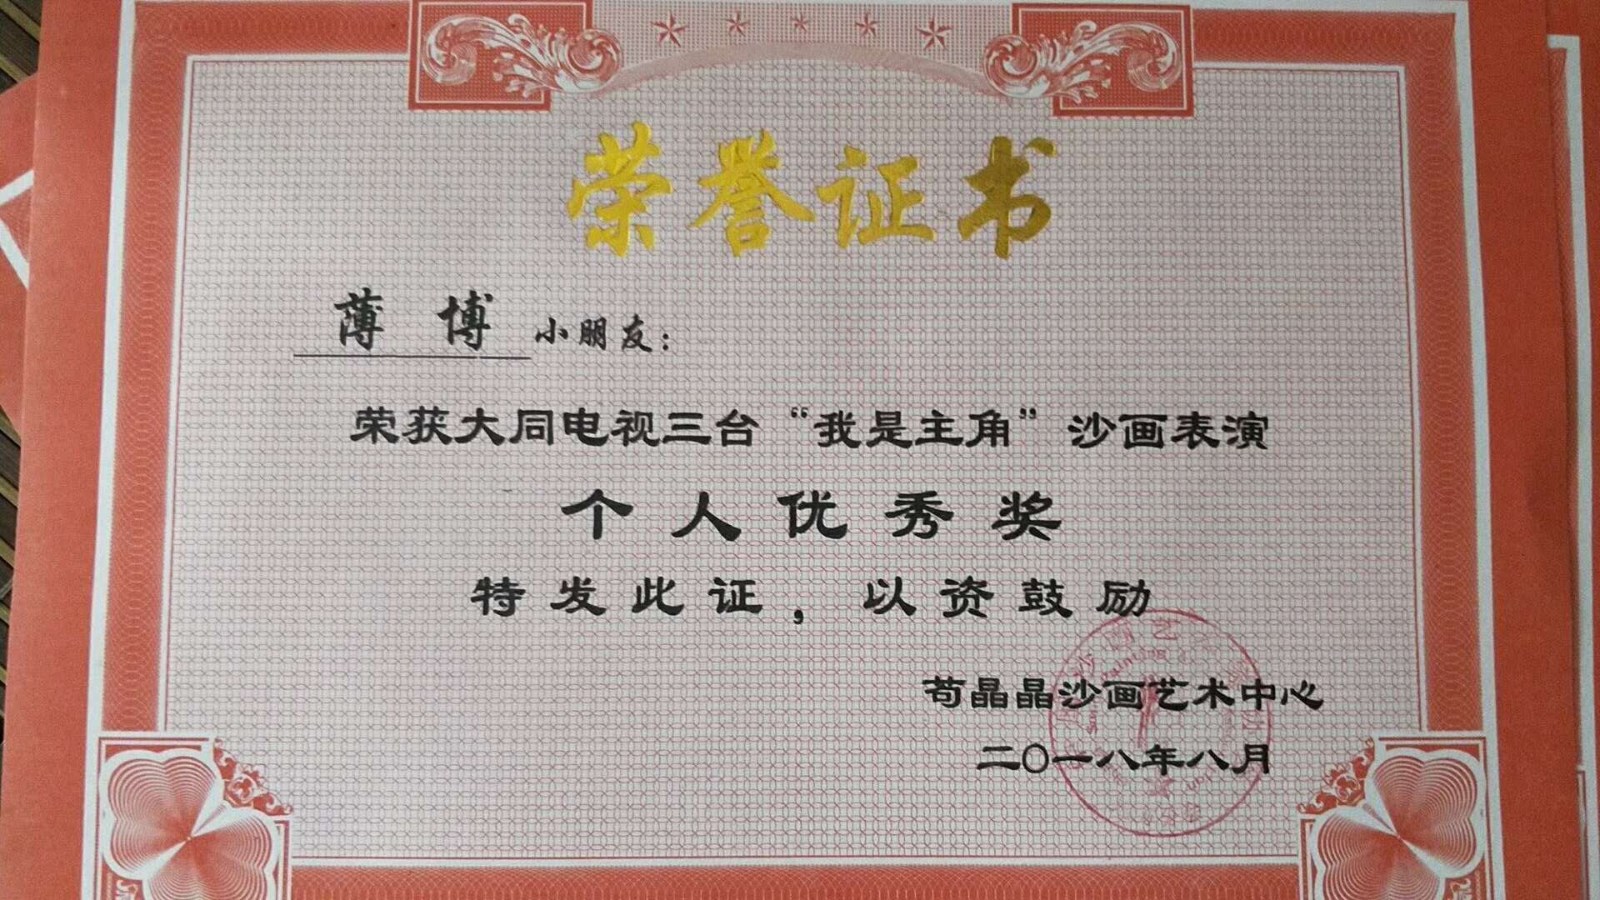 荣誉证书
薄 博 小朋友：
荣获大同电视三台“我是主角”沙画表演
个人优秀奖
特发此证，以资鼓励
苟晶晶沙画艺术中心
二〇一八年八月